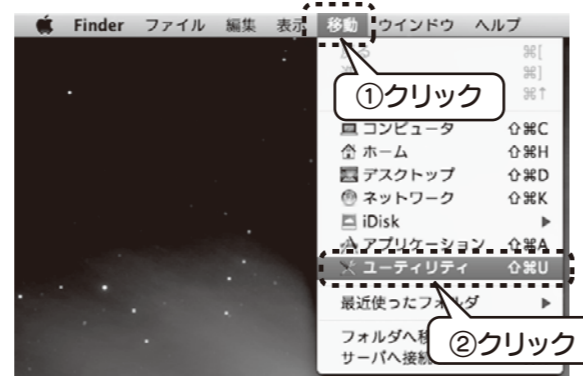 Finder ファイル 編集 表示 移動 ウインドウ ヘルプ
⌘[
⌘]
①クリック ⌘↑
コンピュータ ⇧⌘C
ホーム ⇧⌘H
デスクトップ ⇧⌘D
ネットワーク ⇧⌘K
iDisk ▶
アプリケーション ⇧⌘A
ユーティリティ ⇧⌘U
最近使ったフォルダ ▶
フォルダへ移
②クリック
サーバへ接続